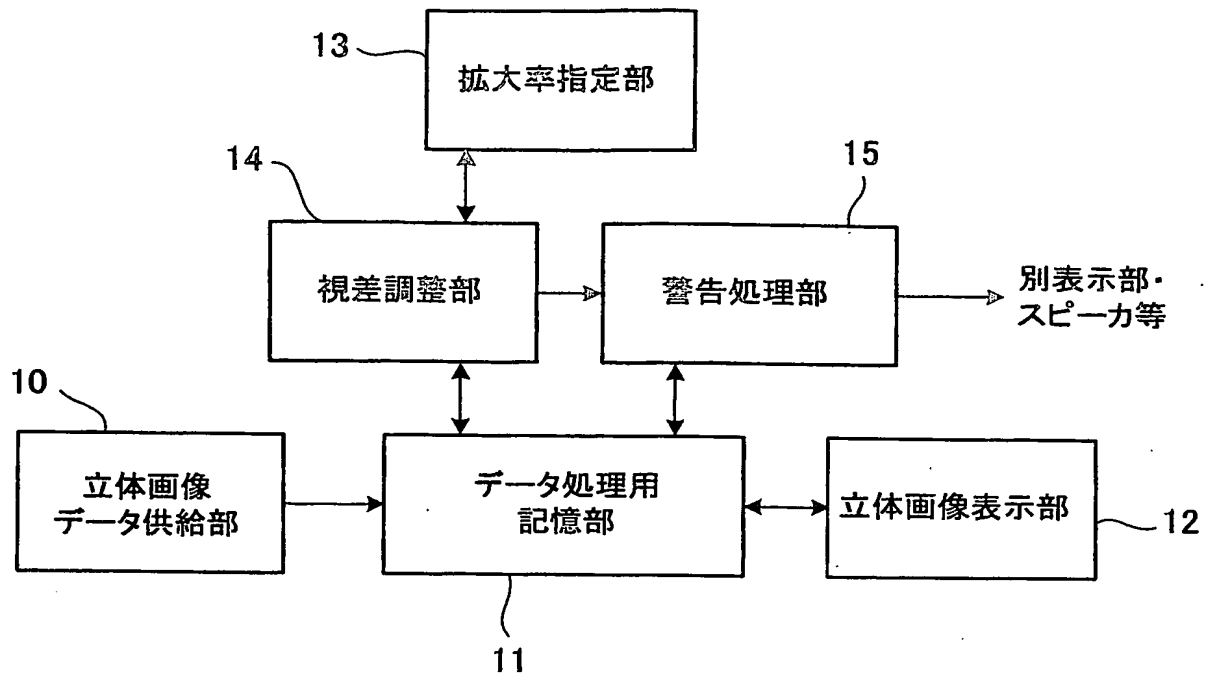 13
拡大率指定部
14
15
視差調整部
警告処理部
別表示部・
スピーカ等
10
立体画像
データ供給部
データ処理用
記憶部
立体画像表示部
12
11